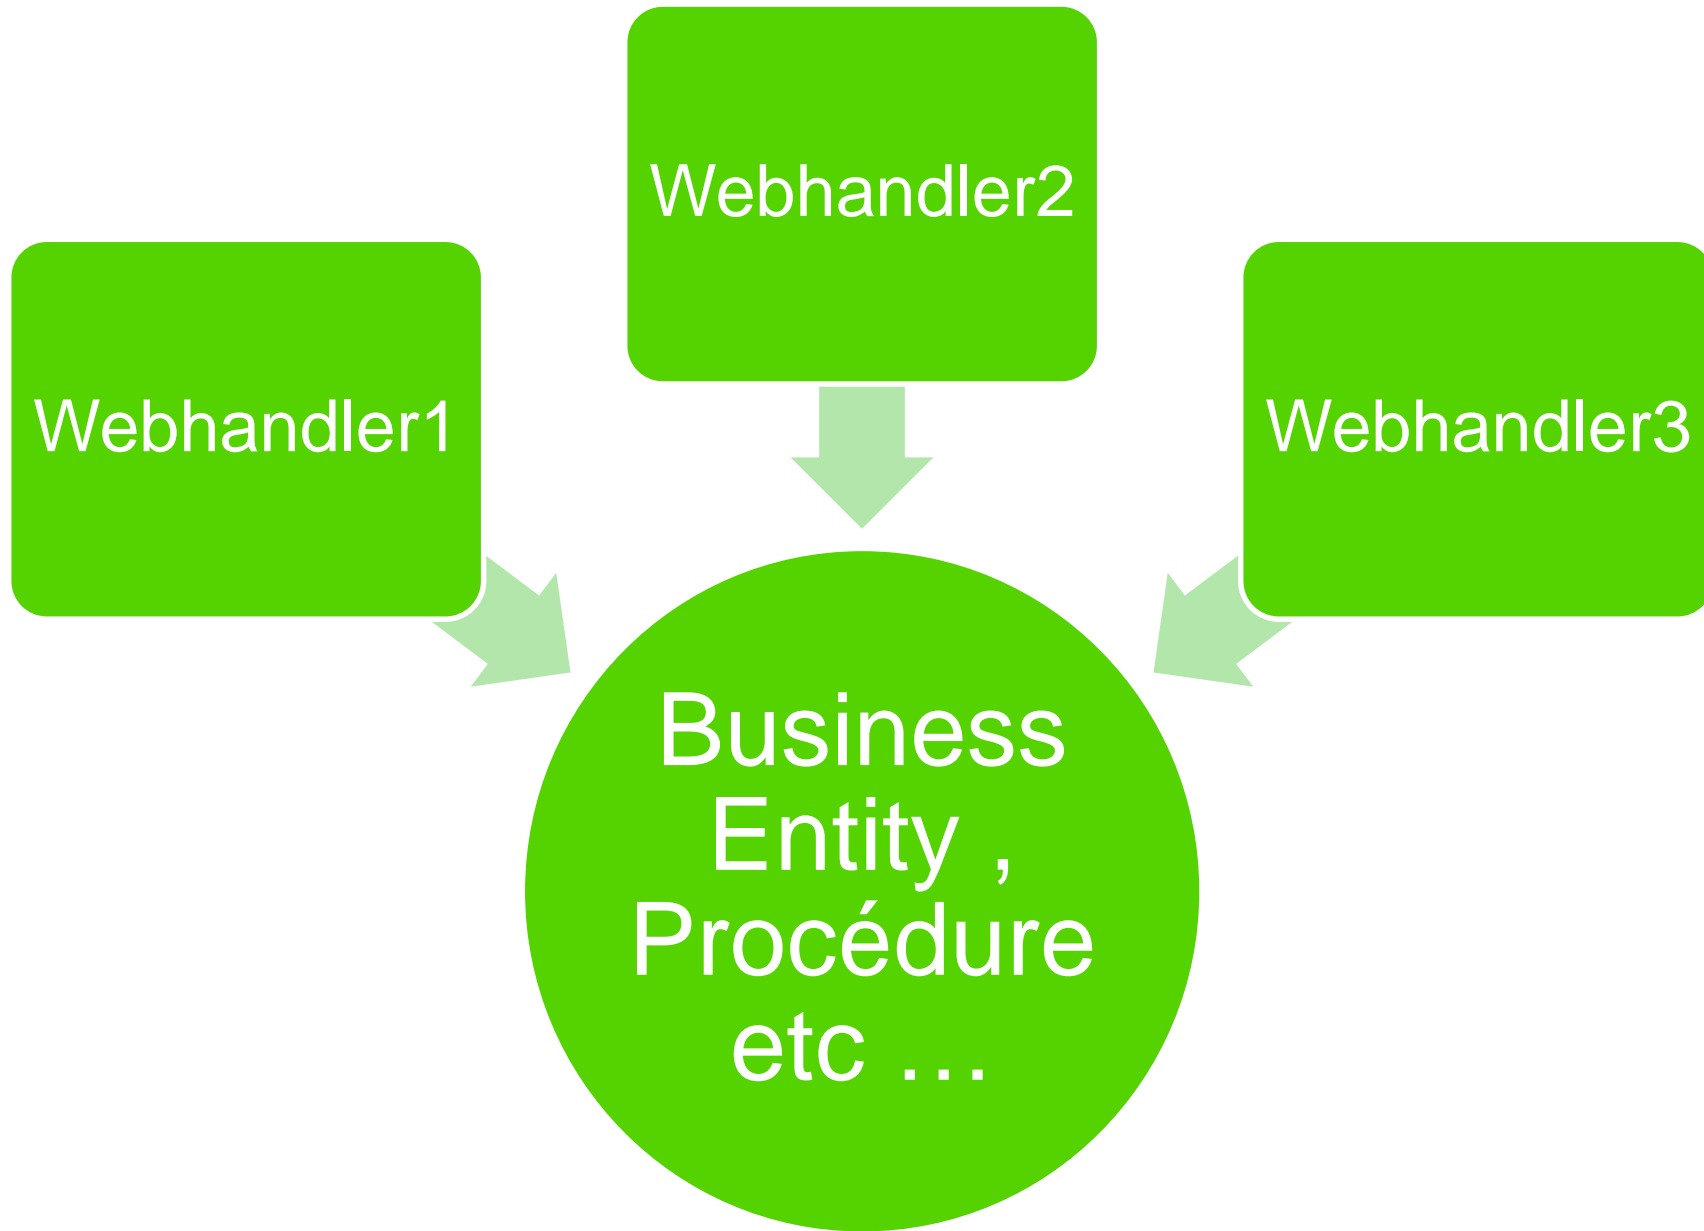 Webhandler2
Webhandler1
Webhandler3
Business
Entity ,
Procédure
etc …